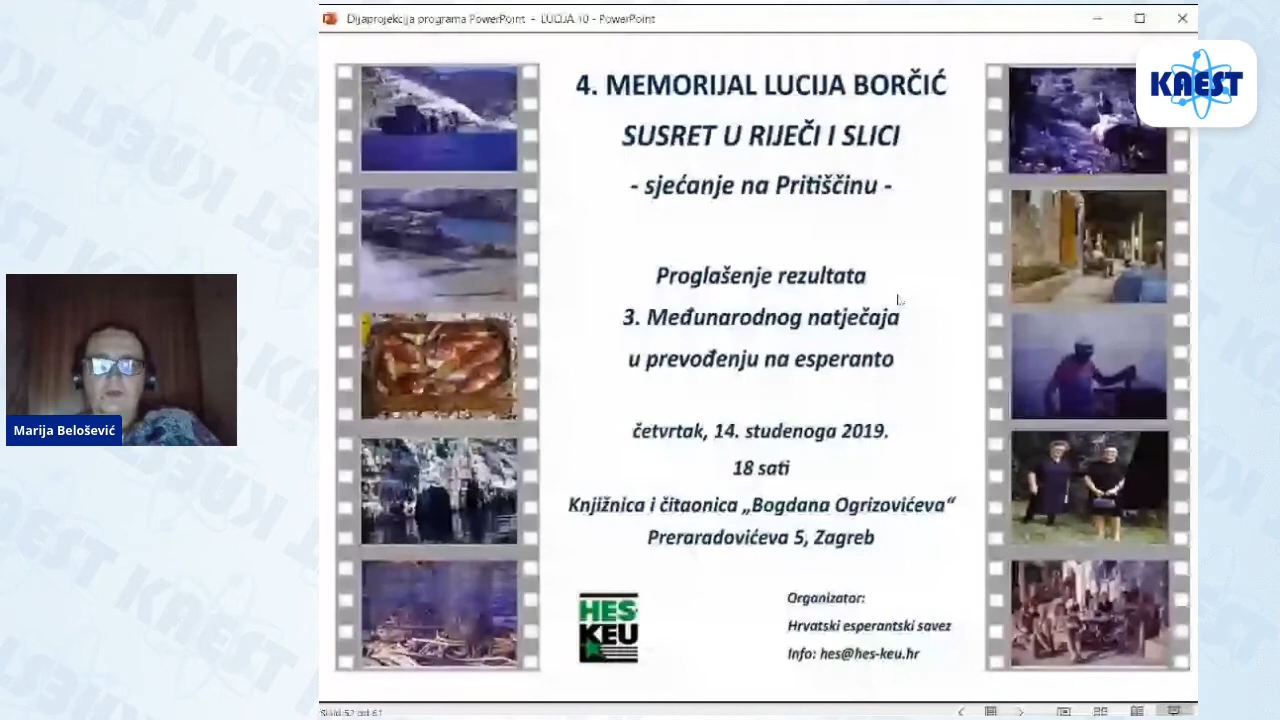 Dijaprojekcija programa PowerPoint - LUCIJA 10 - PowerPoint
KAEST
4. MEMORIJAL LUCIJA BORČIĆ
SUSRET U RIJEČI I SLICI
- sjećanje na Pritiščinu -
Proglašenje rezultata
3. Međunarodnog natječaja
u prevođenju na esperanto
četvrtak, 14. studenoga 2019.
18 sati
Knjižnica i čitaonica „Bogdana Ogrizovićeva“
Preraradovićeva 5, Zagreb
HES
KEU
Organizator:
Hrvatski esperantski savez
Info: hes@hes-keu.hr
Marija Belošević